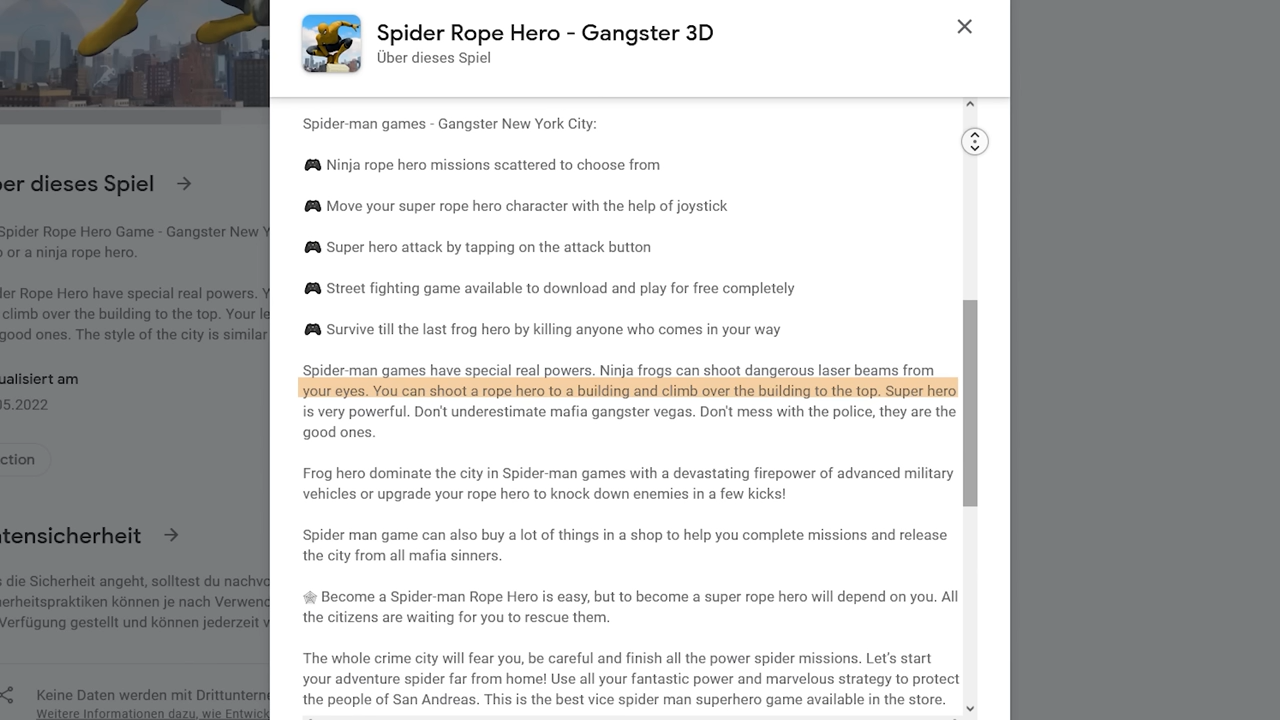 Spider Rope Hero - Gangster 3D
Über dieses Spiel
Spider-man games - Gangster New York City:
🎮 Ninja rope hero missions scattered to choose from
🎮 Move your super rope hero character with the help of joystick
🎮 Super hero attack by tapping on the attack button
🎮 Street fighting game available to download and play for free completely
🎮 Survive till the last frog hero by killing anyone who comes in your way
Spider-man games have special real powers. Ninja frogs can shoot dangerous laser beams from
your eyes. You can shoot a rope hero to a building and climb over the building to the top. Super hero
is very powerful. Don't underestimate mafia gangster vegas. Don't mess with the police, they are the
good ones.
Frog hero dominate the city in Spider-man games with a devastating firepower of advanced military
vehicles or upgrade your rope hero to knock down enemies in a few kicks!
Spider man game can also buy a lot of things in a shop to help you complete missions and release
the city from all mafia sinners.
🕸 Become a Spider-man Rope Hero is easy, but to become a super rope hero will depend on you. All
the citizens are waiting for you to rescue them.
The whole crime city will fear you, be careful and finish all the power spider missions. Let’s start
your adventure spider far from home! Use all your fantastic power and marvelous strategy to protect
the people of San Andreas. This is the best vice spider man superhero game available in the store.
er dieses Spiel
Spider Rope Hero Game - Gangster New Y
o or a ninja rope hero.
der Rope Hero have special real powers. Y
climb over the building to the top. Your le
good ones. The style of the city is similar
ualisiert am
05.2022
ction
tensicherheit
s die Sicherheit angeht, solltest du nachvo
herheitspraktiken können je nach Verwenc
Verfügung gestellt und können jederzeit v
Keine Daten werden mit Drittunterne
Weitere Informationen dazu, wie Entwick